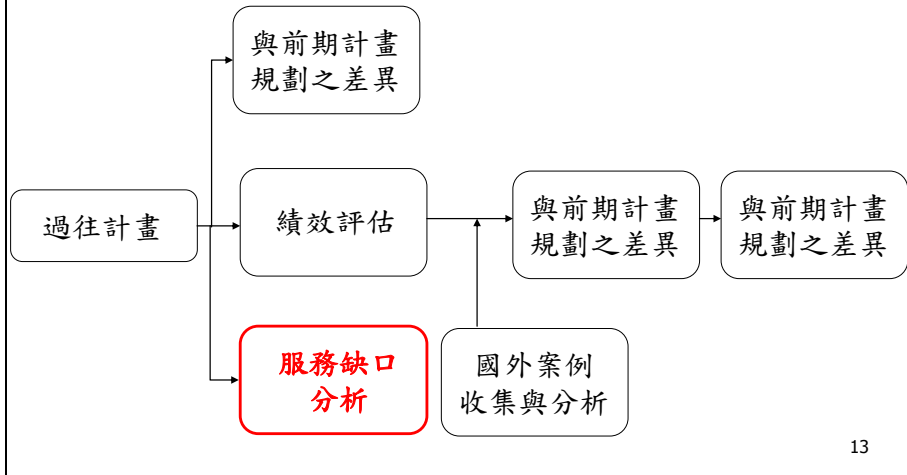 與前期計畫
規劃之差異
過往計畫
績效評估
與前期計畫
規劃之差異
與前期計畫
規劃之差異
服務缺口
分析
國外案例
收集與分析
13